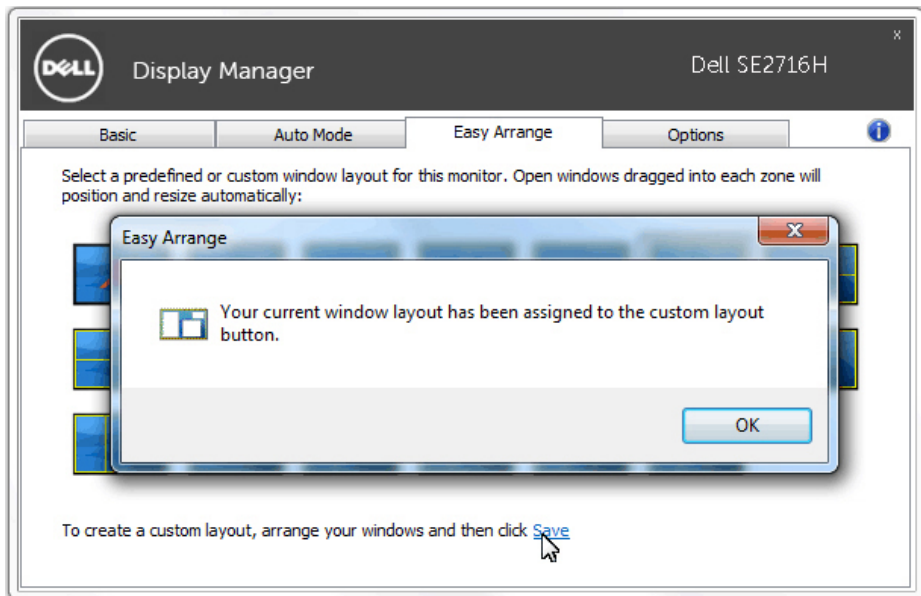 x
DELL
Display Manager
Dell SE2716H
Basic
Auto Mode
Easy Arrange
Options
i
Select a predefined or custom window layout for this monitor. Open windows dragged into each zone will
position and resize automatically:
Easy Arrange
x
Your current window layout has been assigned to the custom layout
button.
OK
To create a custom layout, arrange your windows and then click Save